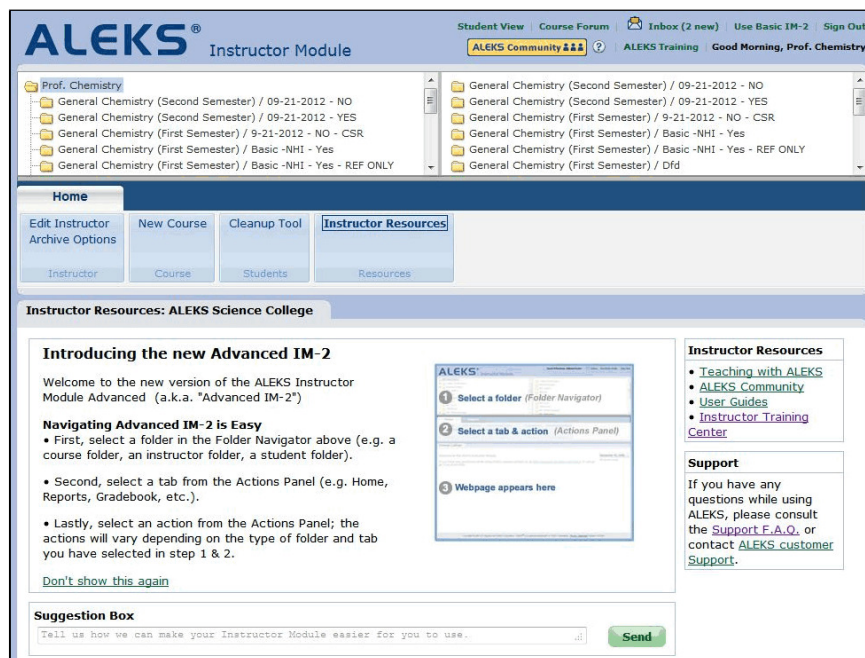 ALEKS® Instructor Module
Student View | Course Forum | Inbox (2 new) | Use Basic IM-2 | Sign Out
ALEKS Community ? ALEKS Training Good Morning, Prof. Chemistry
Prof. Chemistry
General Chemistry (Second Semester) / 09-21-2012 - NO
General Chemistry (Second Semester) / 09-21-2012 - YES
General Chemistry (First Semester) / 9-21-2012 - NO - CSR
General Chemistry (First Semester) / Basic -NHI - Yes
General Chemistry (First Semester) / Basic -NHI - Yes - REF ONLY
General Chemistry (Second Semester) / 09-21-2012 - NO
General Chemistry (Second Semester) / 09-21-2012 - YES
General Chemistry (First Semester) / 9-21-2012 - NO - CSR
General Chemistry (First Semester) / Basic -NHI - Yes
General Chemistry (First Semester) / Basic -NHI - Yes - REF ONLY
General Chemistry (First Semester) / Dfd
Home
Edit Instructor
Archive Options
Instructor
New Course
Course
Cleanup Tool
Students
Instructor Resources
Resources
Instructor Resources: ALEKS Science College
Introducing the new Advanced IM-2
Welcome to the new version of the ALEKS Instructor
Module Advanced (a.k.a. "Advanced IM-2")
Navigating Advanced IM-2 is Easy
• First, select a folder in the Folder Navigator above (e.g. a
course folder, an instructor folder, a student folder).
• Second, select a tab from the Actions Panel (e.g. Home,
Reports, Gradebook, etc.).
• Lastly, select an action from the Actions Panel; the
actions will vary depending on the type of folder and tab
you have selected in step 1 & 2.
Don't show this again
ALEKS
1 Select a folder (Folder Navigator)
2 Select a tab & action (Actions Panel)
3 Webpage appears here
Instructor Resources
• Teaching with ALEKS
• ALEKS Community
• User Guides
• Instructor Training
Center
Support
If you have any
questions while using
ALEKS, please consult
the Support F.A.Q. or
contact ALEKS customer
Support.
Suggestion Box
Tell us how we can make your Instructor Module easier for you to use.
Send